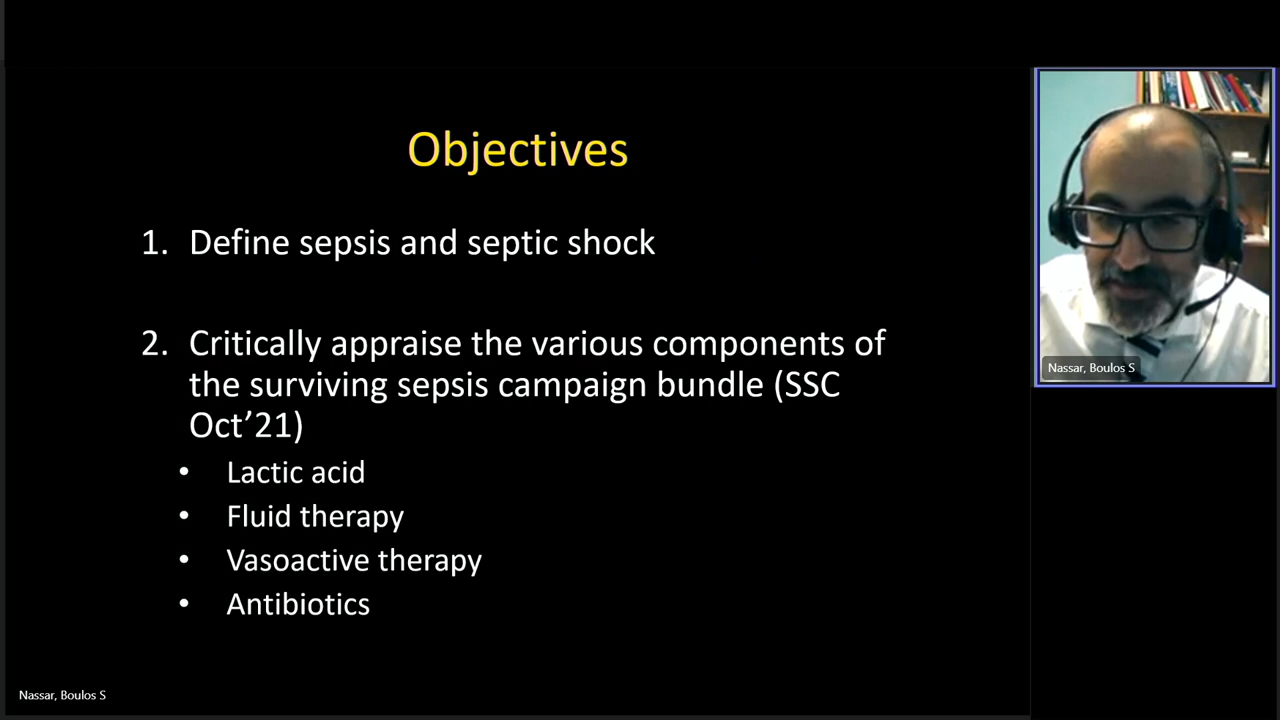 Objectives
1. Define sepsis and septic shock
2. Critically appraise the various components of
the surviving sepsis campaign bundle (SSC
Oct’21)
• Lactic acid
• Fluid therapy
• Vasoactive therapy
• Antibiotics
Nassar, Boulos S
Nassar, Boulos S